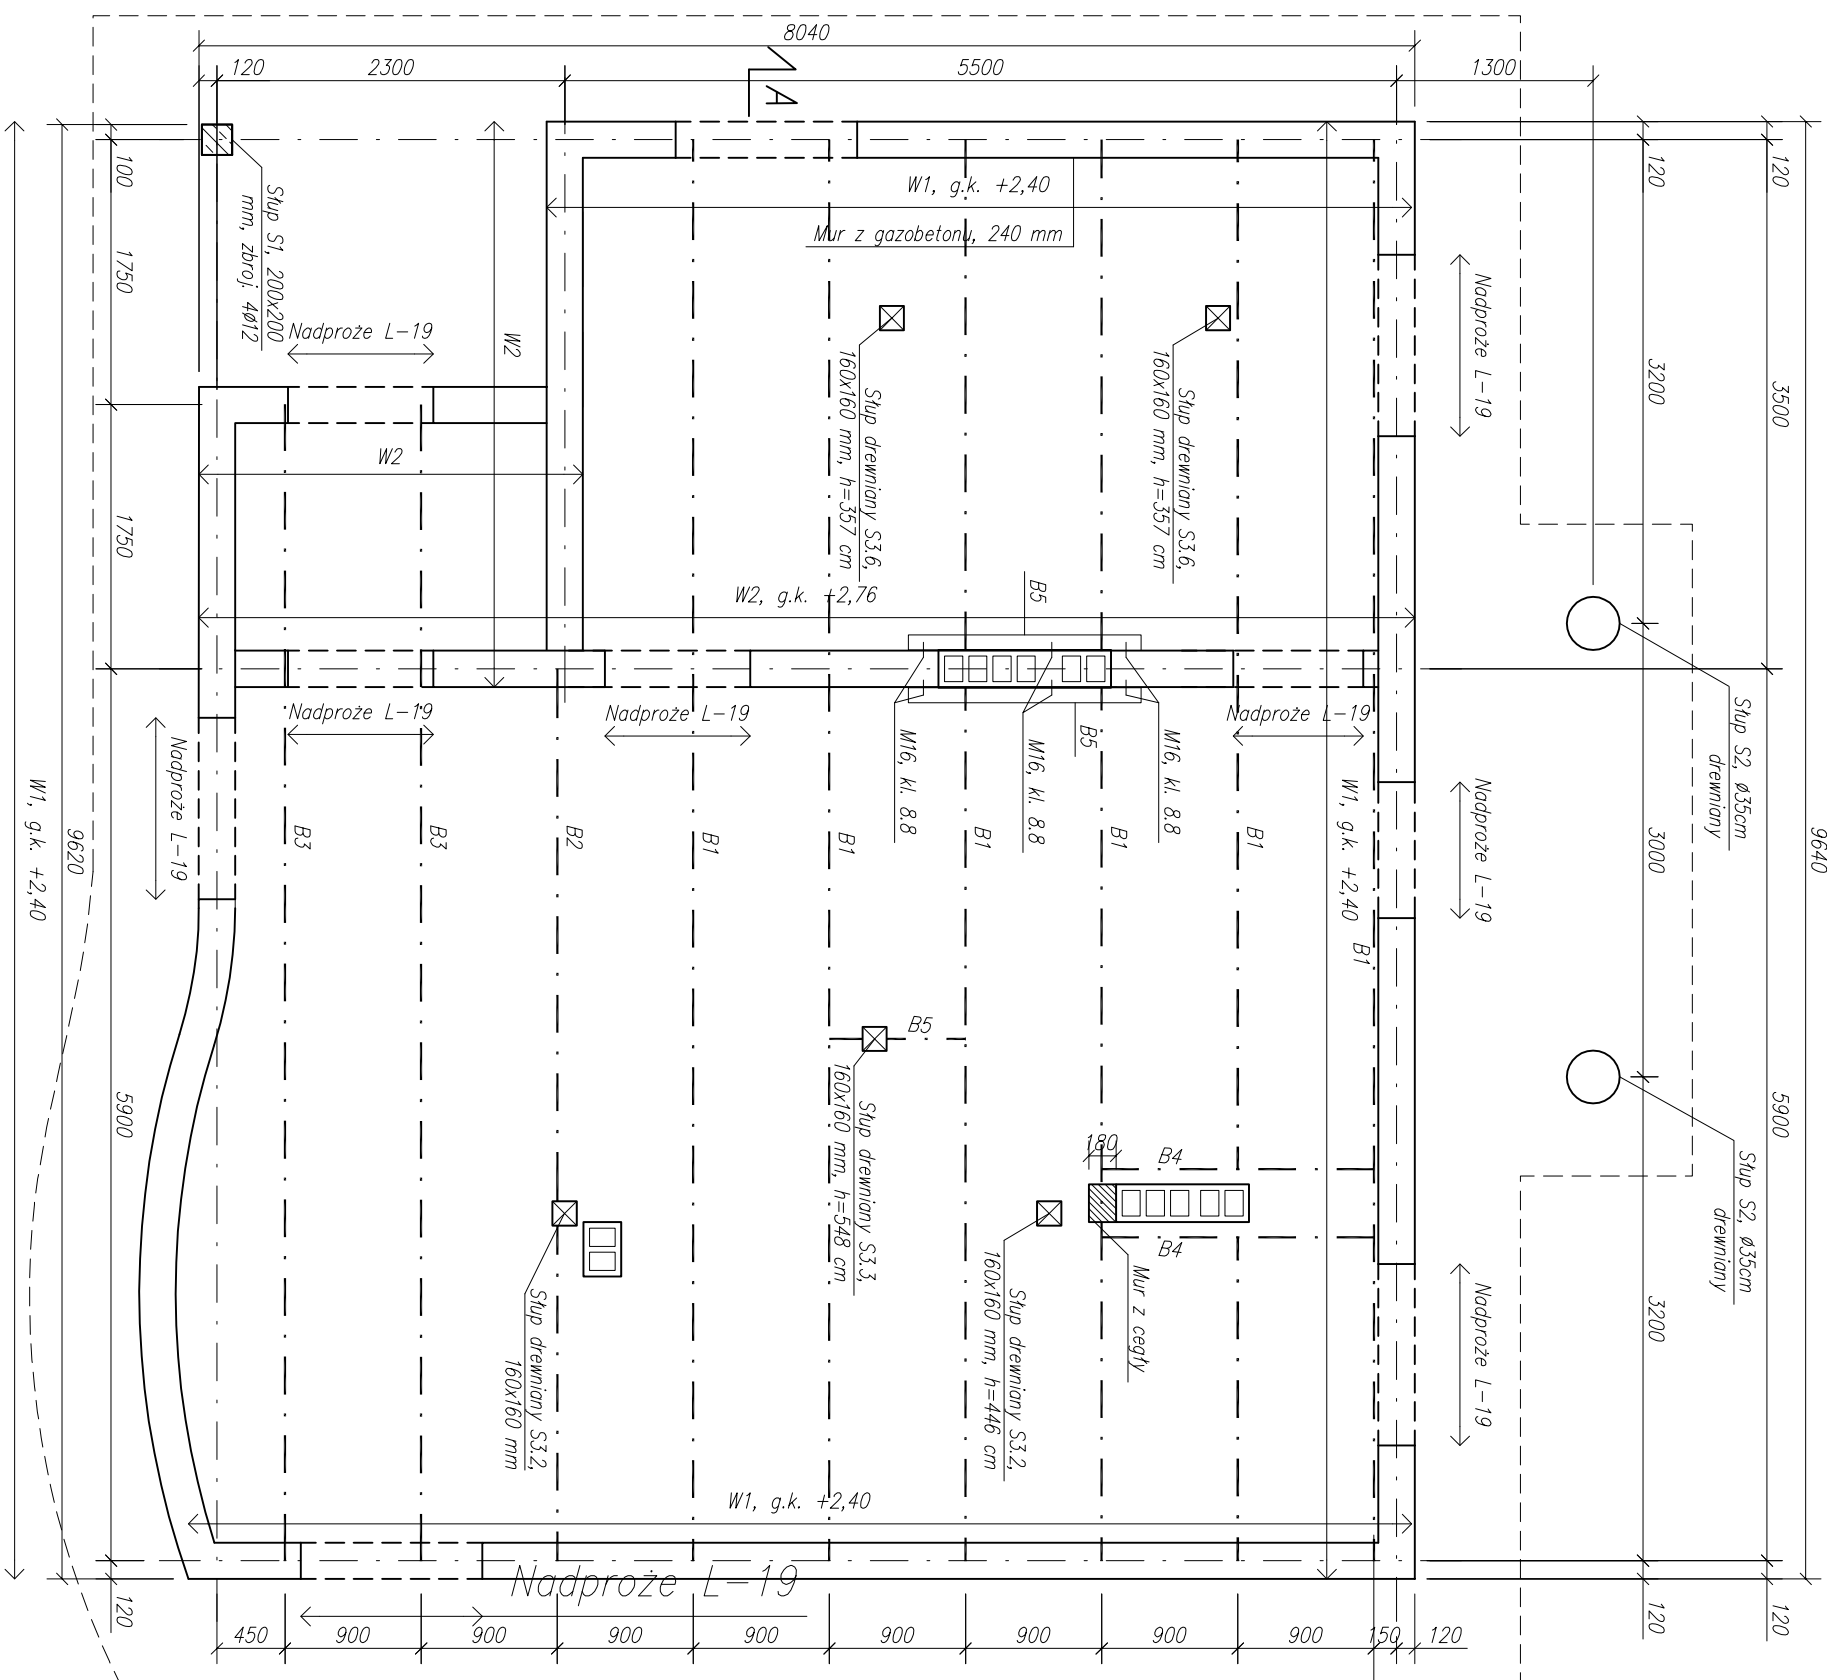 8040
120
2300
5500
1300
A
120
120
100
Słup S1, 200x200
mm, zbroj. 4ø12
W1, g.k. +2,40
Mur z gazobetonu, 240 mm
1750
Nadproże L-19
W2
Nadproże L-19
3200
3500
Słup drewniany S3.6,
160x160 mm, h=357 cm
Słup drewniany S3.6,
160x160 mm, h=357 cm
W2
1750
W2, g.k. +2,76
B5
Nadproże L-19
Nadproże L-19
Nadproże L-19
B5
M16, kl. 8.8
M16, kl. 8.8
M16, kl. 8.8
Słup S2, ø35cm
drewniany
Nadproże L-19
Nadproże L-19
W1, g.k. +2,40
9620
B3
B3
B2
B1
B1
B1
B1
B1
W1, g.k. +2,40
B1
3000
9640
B5
5900
Słup drewniany S3.3,
160x160 mm, h=548 cm
180
B4
B4
Mur z cegły
5900
Słup S2, ø35cm
drewniany
Słup drewniany S3.2,
160x160 mm
Słup drewniany S3.2,
160x160 mm, h=446 cm
Nadproże L-19
3200
W1, g.k. +2,40
Nadproże L-19
120
120
120
450
900
900
900
900
900
900
900
900
150
120